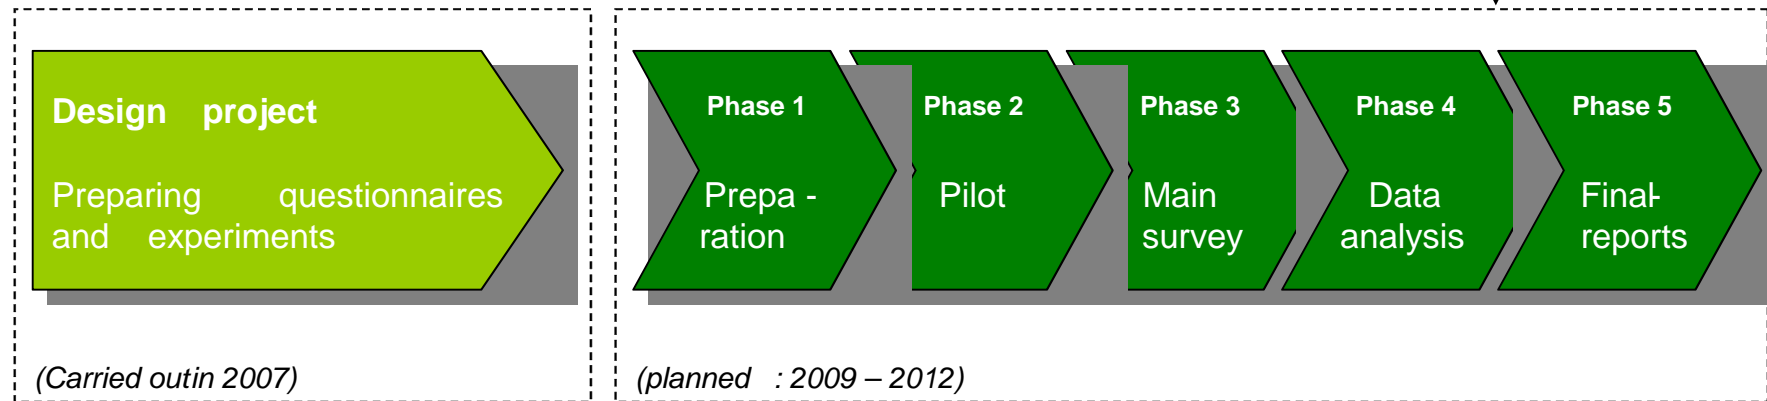 Design project
Preparing questionnaires
and experiments
(Carried outin 2007)
Phase 1
Prepa -
ration
Phase 2
Pilot
Phase 3
Main
survey
Phase 4
Data
analysis
Phase 5
Final-
reports
(planned : 2009 – 2012)